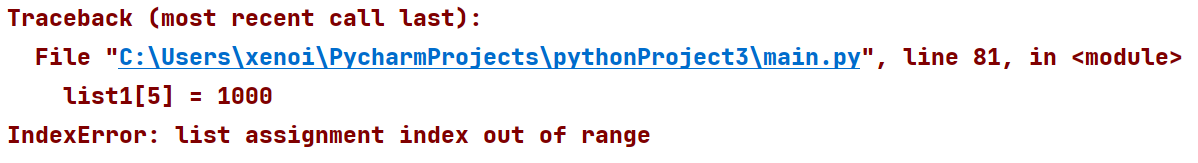 Traceback (most recent call last):
  File "C:\Users\xenoi\PycharmProjects\pythonProject3\main.py", line 81, in <module>
    list1[5] = 1000
IndexError: list assignment index out of range